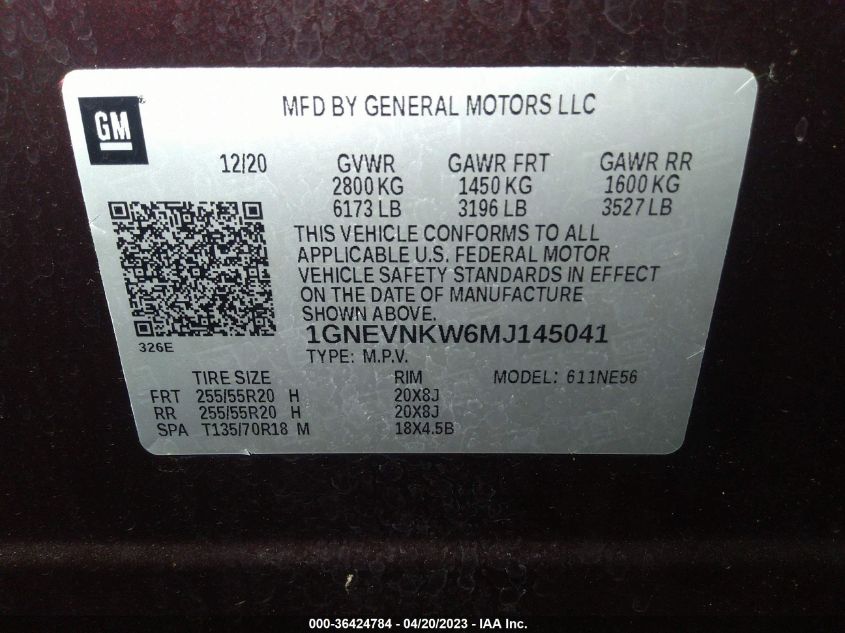 GM ®
MFD BY GENERAL MOTORS LLC
12/20 GVWR GAWR FRT GAWR RR
2800 KG 1450 KG 1600 KG
6173 LB 3196 LB 3527 LB
THIS VEHICLE CONFORMS TO ALL
APPLICABLE U.S. FEDERAL MOTOR
VEHICLE SAFETY STANDARDS IN EFFECT
ON THE DATE OF MANUFACTURE
SHOWN ABOVE.
326E
1GNEVNKW6MJ145041
TYPE: M.P.V.
TIRE SIZE RIM MODEL: 611NE56
FRT 255/55R20 H 20X8J
RR 255/55R20 H 20X8J
SPA T135/70R18 M 18X4.5B
000-36424784 - 04/20/2023 - IAA Inc.